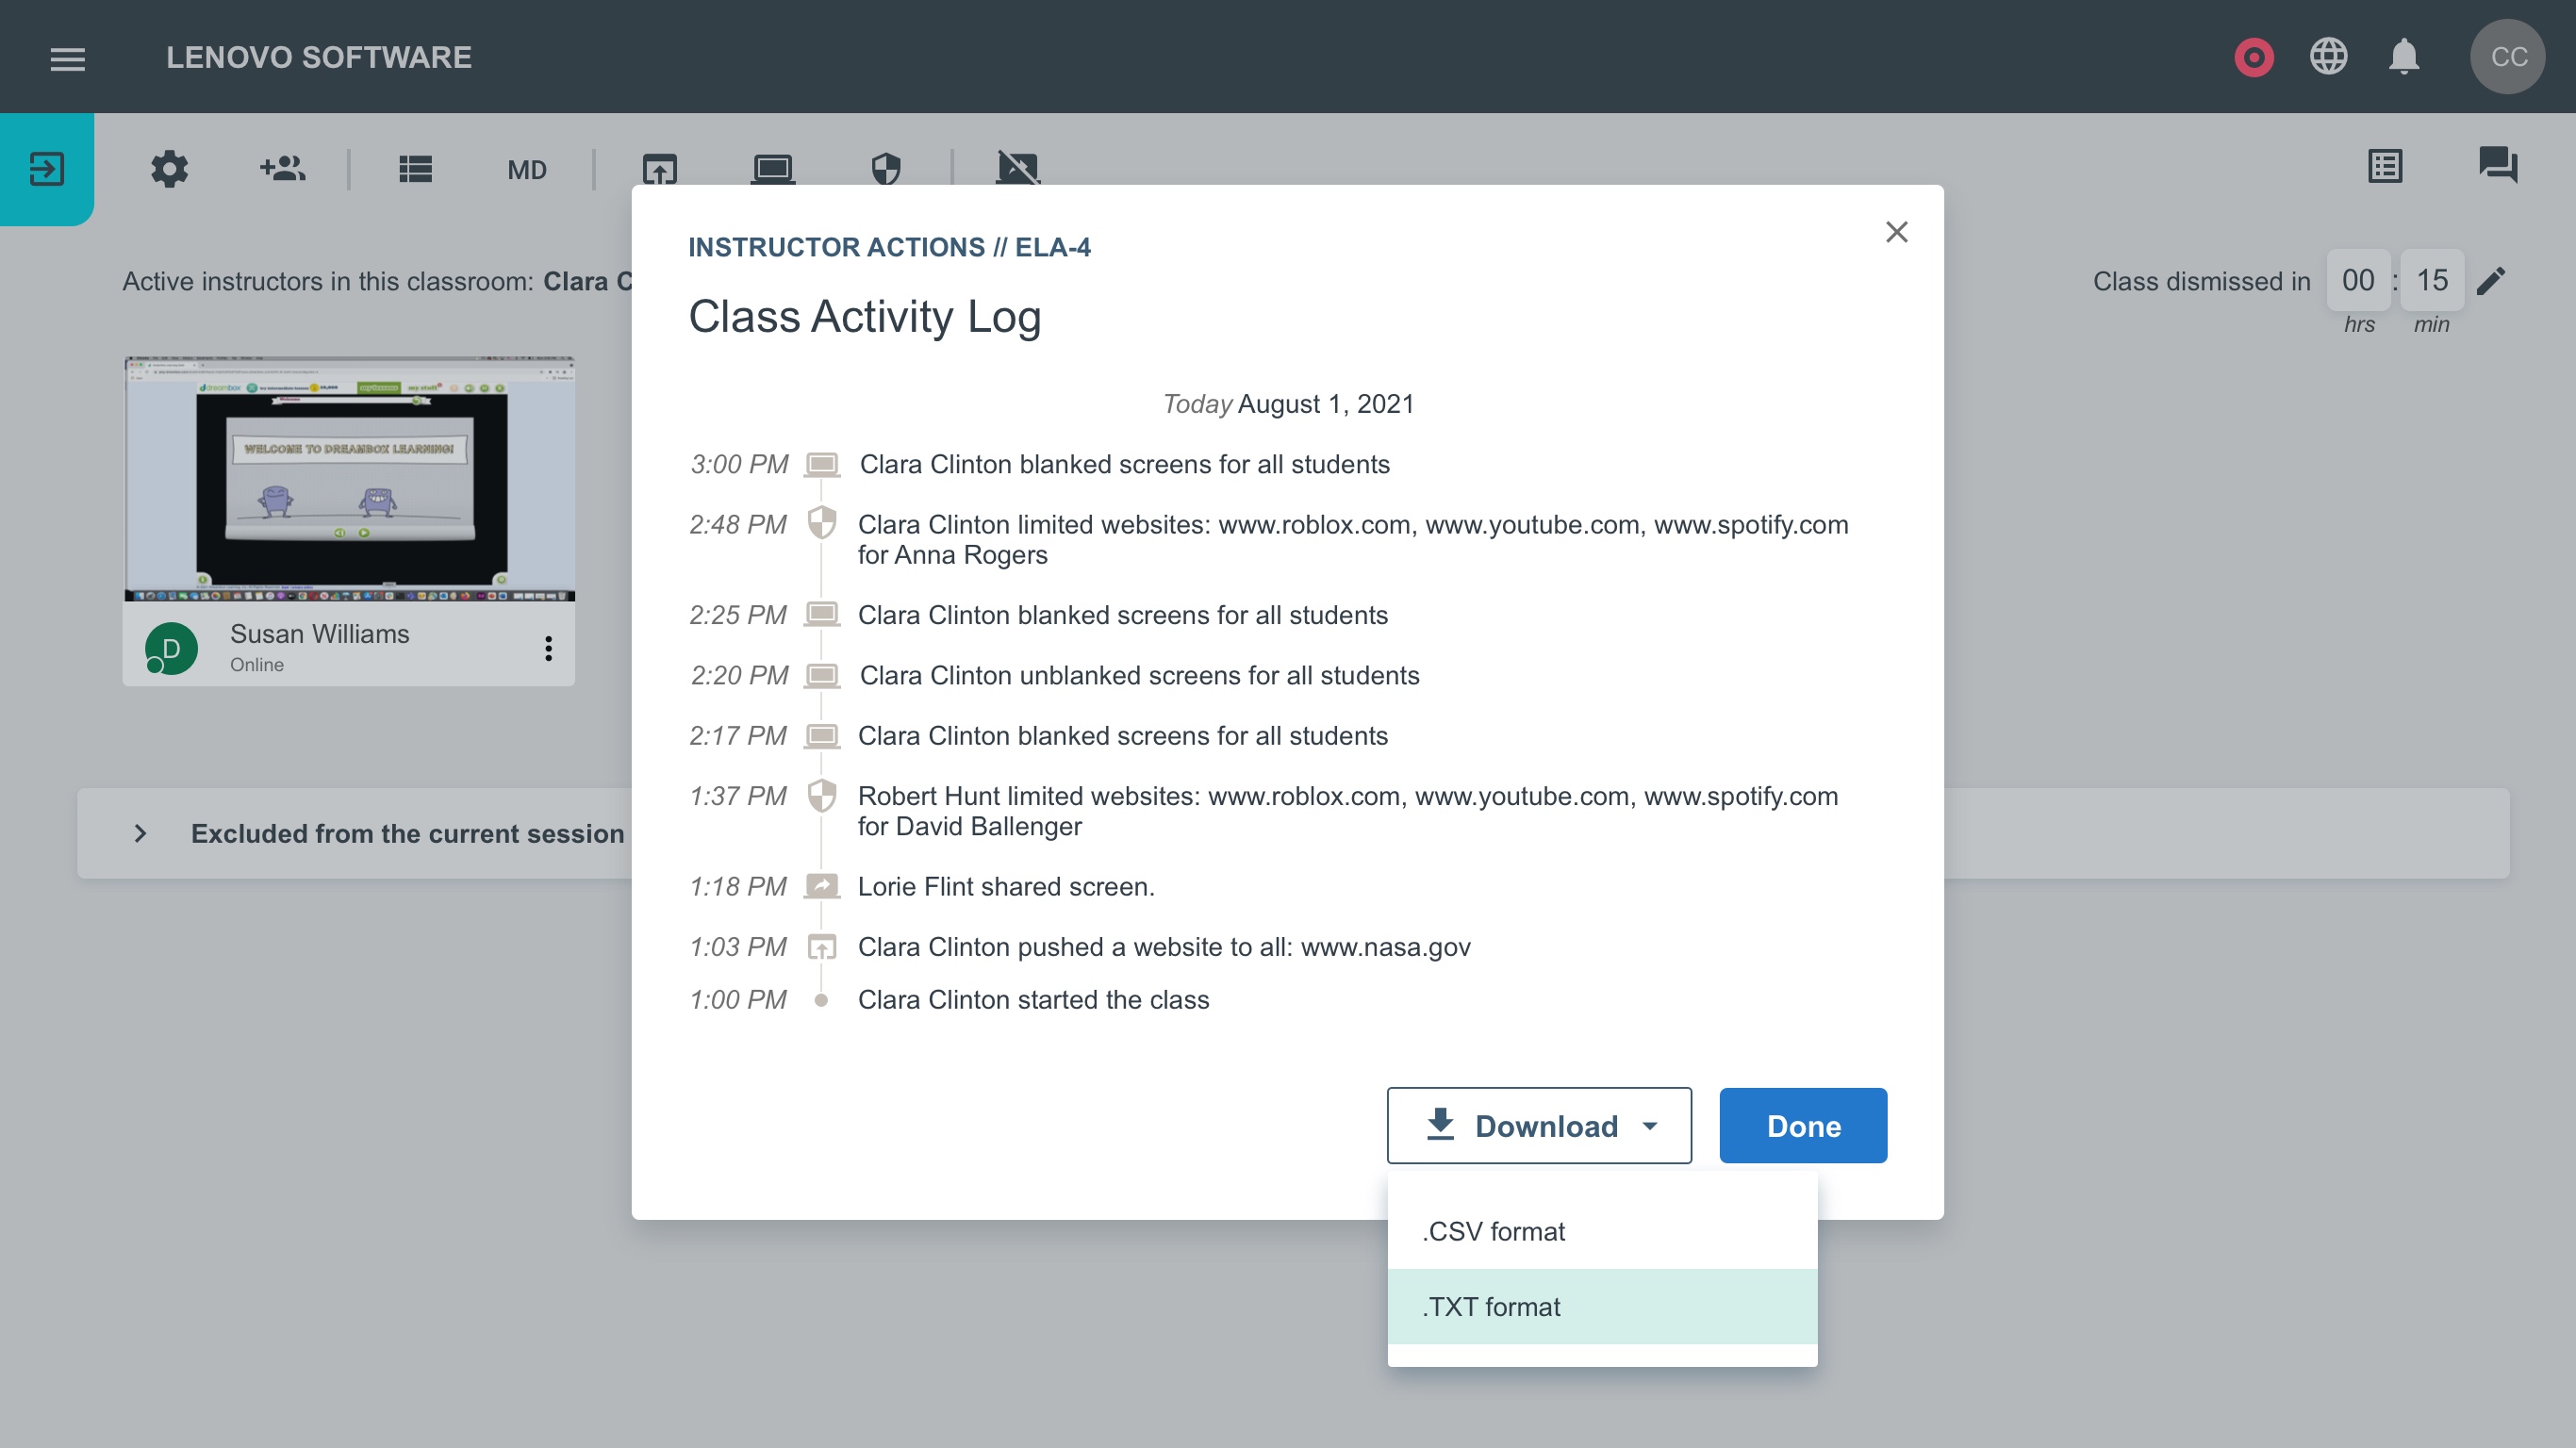 LENOVO SOFTWARE
CC
MD
Active instructors in this classroom: Clara C
Class dismissed in 00 : 15
hrs min
dreambox
my lessons my stuff
WELCOME TO DREAMBOX LEARNING!
D
Susan Williams
Online
Excluded from the current session
INSTRUCTOR ACTIONS // ELA-4
Class Activity Log
Today August 1, 2021
3:00 PM Clara Clinton blanked screens for all students
2:48 PM Clara Clinton limited websites: www.roblox.com, www.youtube.com, www.spotify.com
for Anna Rogers
2:25 PM Clara Clinton blanked screens for all students
2:20 PM Clara Clinton unblanked screens for all students
2:17 PM Clara Clinton blanked screens for all students
1:37 PM Robert Hunt limited websites: www.roblox.com, www.youtube.com, www.spotify.com
for David Ballenger
1:18 PM Lorie Flint shared screen.
1:03 PM Clara Clinton pushed a website to all: www.nasa.gov
1:00 PM Clara Clinton started the class
Download
Done
.CSV format
.TXT format